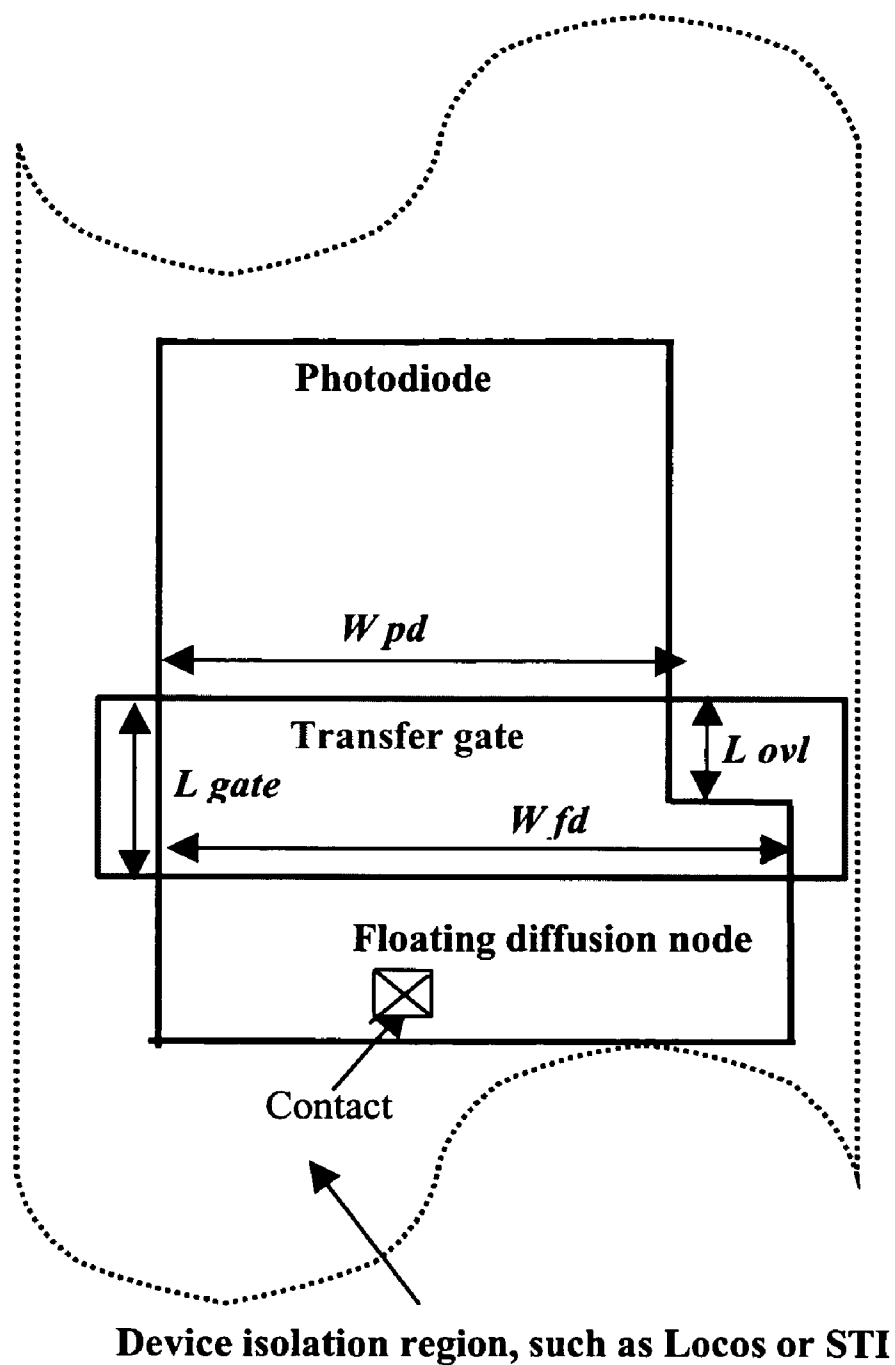 Photodiode
W pd
Transfer gate
L ovl
L gate
W fd
Floating diffusion node
Contact
Device isolation region, such as Locos or STI